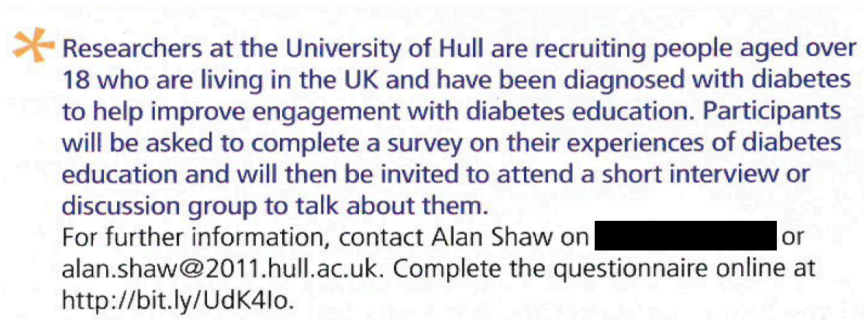 Researchers at the University of Hull are recruiting people aged over
18 who are living in the UK and have been diagnosed with diabetes
to help improve engagement with diabetes education. Participants
will be asked to complete a survey on their experiences of diabetes
education and will then be invited to attend a short interview or
discussion group to talk about them.
For further information, contact Alan Shaw on or
alan.shaw@2011.hull.ac.uk. Complete the questionnaire online at
http://bit.ly/UdK4lo.